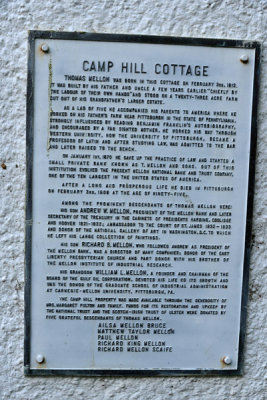 CAMP HILL COTTAGE
THOMAS MELLON WAS BORN IN THIS COTTAGE ON FEBRUARY 3RD, 1813.
IT WAS BUILT BY HIS FATHER AND UNCLE A FEW YEARS EARLIER "CHIEFLY BY
THE LABOUR OF THEIR OWN HANDS" AND STOOD ON A TWENTY-THREE ACRE FARM
CUT OUT OF HIS GRANDFATHER'S LARGER ESTATE.
AS A LAD OF FIVE HE ACCOMPANIED HIS PARENTS TO AMERICA WHERE HE
WORKED ON HIS FATHER'S FARM NEAR PITTSBURGH IN THE STATE OF PENNSYLVANIA.
STRONGLY INFLUENCED BY READING BENJAMIN FRANKLIN'S AUTOBIOGRAPHY,
AND ENCOURAGED BY A FAR SIGHTED MOTHER, HE WORKED HIS WAY THROUGH
WESTERN UNIVERSITY, NOW THE UNIVERSITY OF PITTSBURGH, BECAME A
PROFESSOR OF LATIN AND AFTER STUDYING LAW, WAS ADMITTED TO THE BAR
AND LATER RAISED TO THE BENCH.
ON JANUARY 1ST, 1870 HE GAVE UP THE PRACTICE OF LAW AND STARTED A
SMALL PRIVATE BANK KNOWN AS T. MELLON AND SONS. OUT OF THIS
INSTITUTION EVOLVED THE PRESENT MELLON NATIONAL BANK AND TRUST COMPANY,
ONE OF THE TEN LARGEST IN THE UNITED STATES OF AMERICA.
AFTER A LONG AND PROSPEROUS LIFE HE DIED IN PITTSBURGH
ON FEBRUARY 3RD, 1908 AT THE AGE OF NINETY-FIVE.
AMONG THE PROMINENT DESCENDANTS OF THOMAS MELLON WERE:
HIS SON ANDREW W. MELLON, PRESIDENT OF THE MELLON BANK AND LATER
SECRETARY OF THE TREASURY IN THE CABINETS OF PRESIDENTS HARDING, COOLIDGE
AND HOOVER 1921-1932; AMBASSADOR TO THE COURT OF ST. JAMES 1932-1933
AND DONOR OF THE NATIONAL GALLERY OF ART IN WASHINGTON, D.C. TO WHICH
HE LEFT HIS LARGE COLLECTION OF PAINTINGS.
HIS SON RICHARD B. MELLON, WHO FOLLOWED ANDREW AS PRESIDENT OF
THE MELLON BANK, WAS A DIRECTOR OF MANY COMPANIES; DONOR OF THE EAST
LIBERTY PRESBYTERIAN CHURCH AND PART DONOR WITH HIS BROTHER OF
THE MELLON INSTITUTE OF INDUSTRIAL RESEARCH.
HIS GRANDSON WILLIAM L. MELLON, A FOUNDER AND CHAIRMAN OF THE
BOARD OF THE GULF OIL CORPORATION, DEVOTED HIS LIFE TO ITS GROWTH AND
WAS THE DONOR OF THE GRADUATE SCHOOL OF INDUSTRIAL ADMINISTRATION
AT CARNEGIE-MELLON UNIVERSITY, PITTSBURGH, PA.
THE CAMP HILL PROPERTY WAS MADE AVAILABLE THROUGH THE GENEROSITY OF
MRS. MARGARET FULTON AND FAMILY. FUNDS FOR ITS RESTORATION AND UPKEEP BY
THE NATIONAL TRUST AND THE SCOTCH-IRISH TRUST OF ULSTER WERE DONATED BY
FIVE GRATEFUL DESCENDANTS OF THOMAS MELLON.
AILSA MELLON BRUCE
MATTHEW TAYLOR MELLON
PAUL MELLON
RICHARD KING MELLON
RICHARD MELLON SCAIFE